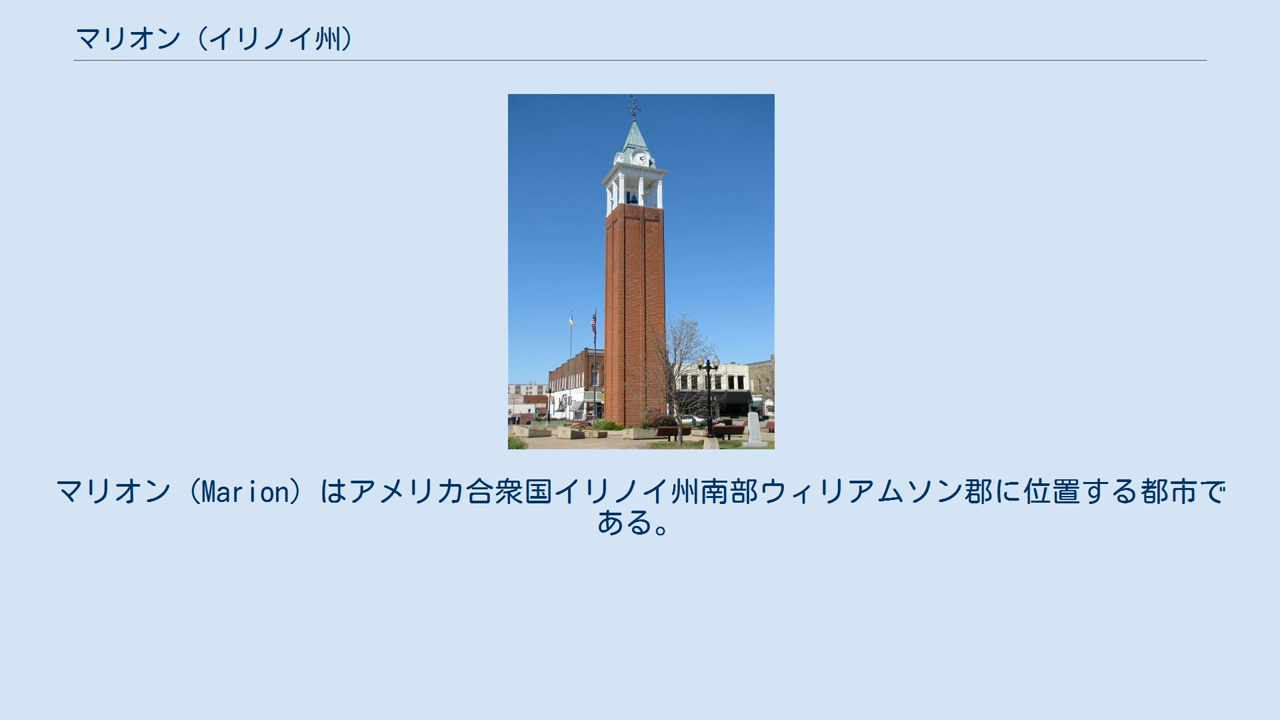 マリオン（イリノイ州）
マリオン（Marion）はアメリカ合衆国イリノイ州南部ウィリアムソン郡に位置する都市で
ある。